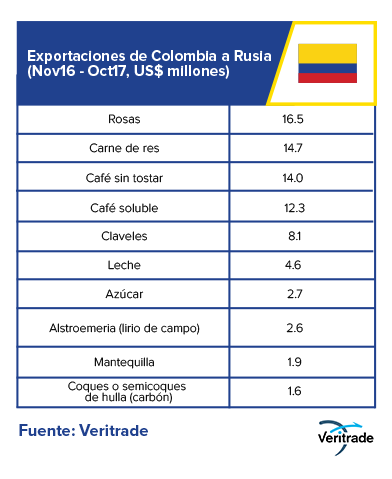 Exportaciones de Colombia a Rusia
(Nov16 - Oct17, US$ millones)
Rosas 16.5
Carne de res 14.7
Café sin tostar 14.0
Café soluble 12.3
Claveles 8.1
Leche 4.6
Azúcar 2.7
Alstroemeria (lirio de campo) 2.6
Mantequilla 1.9
Coques o semicoques
de hulla (carbón) 1.6
Fuente: Veritrade
Veritrade